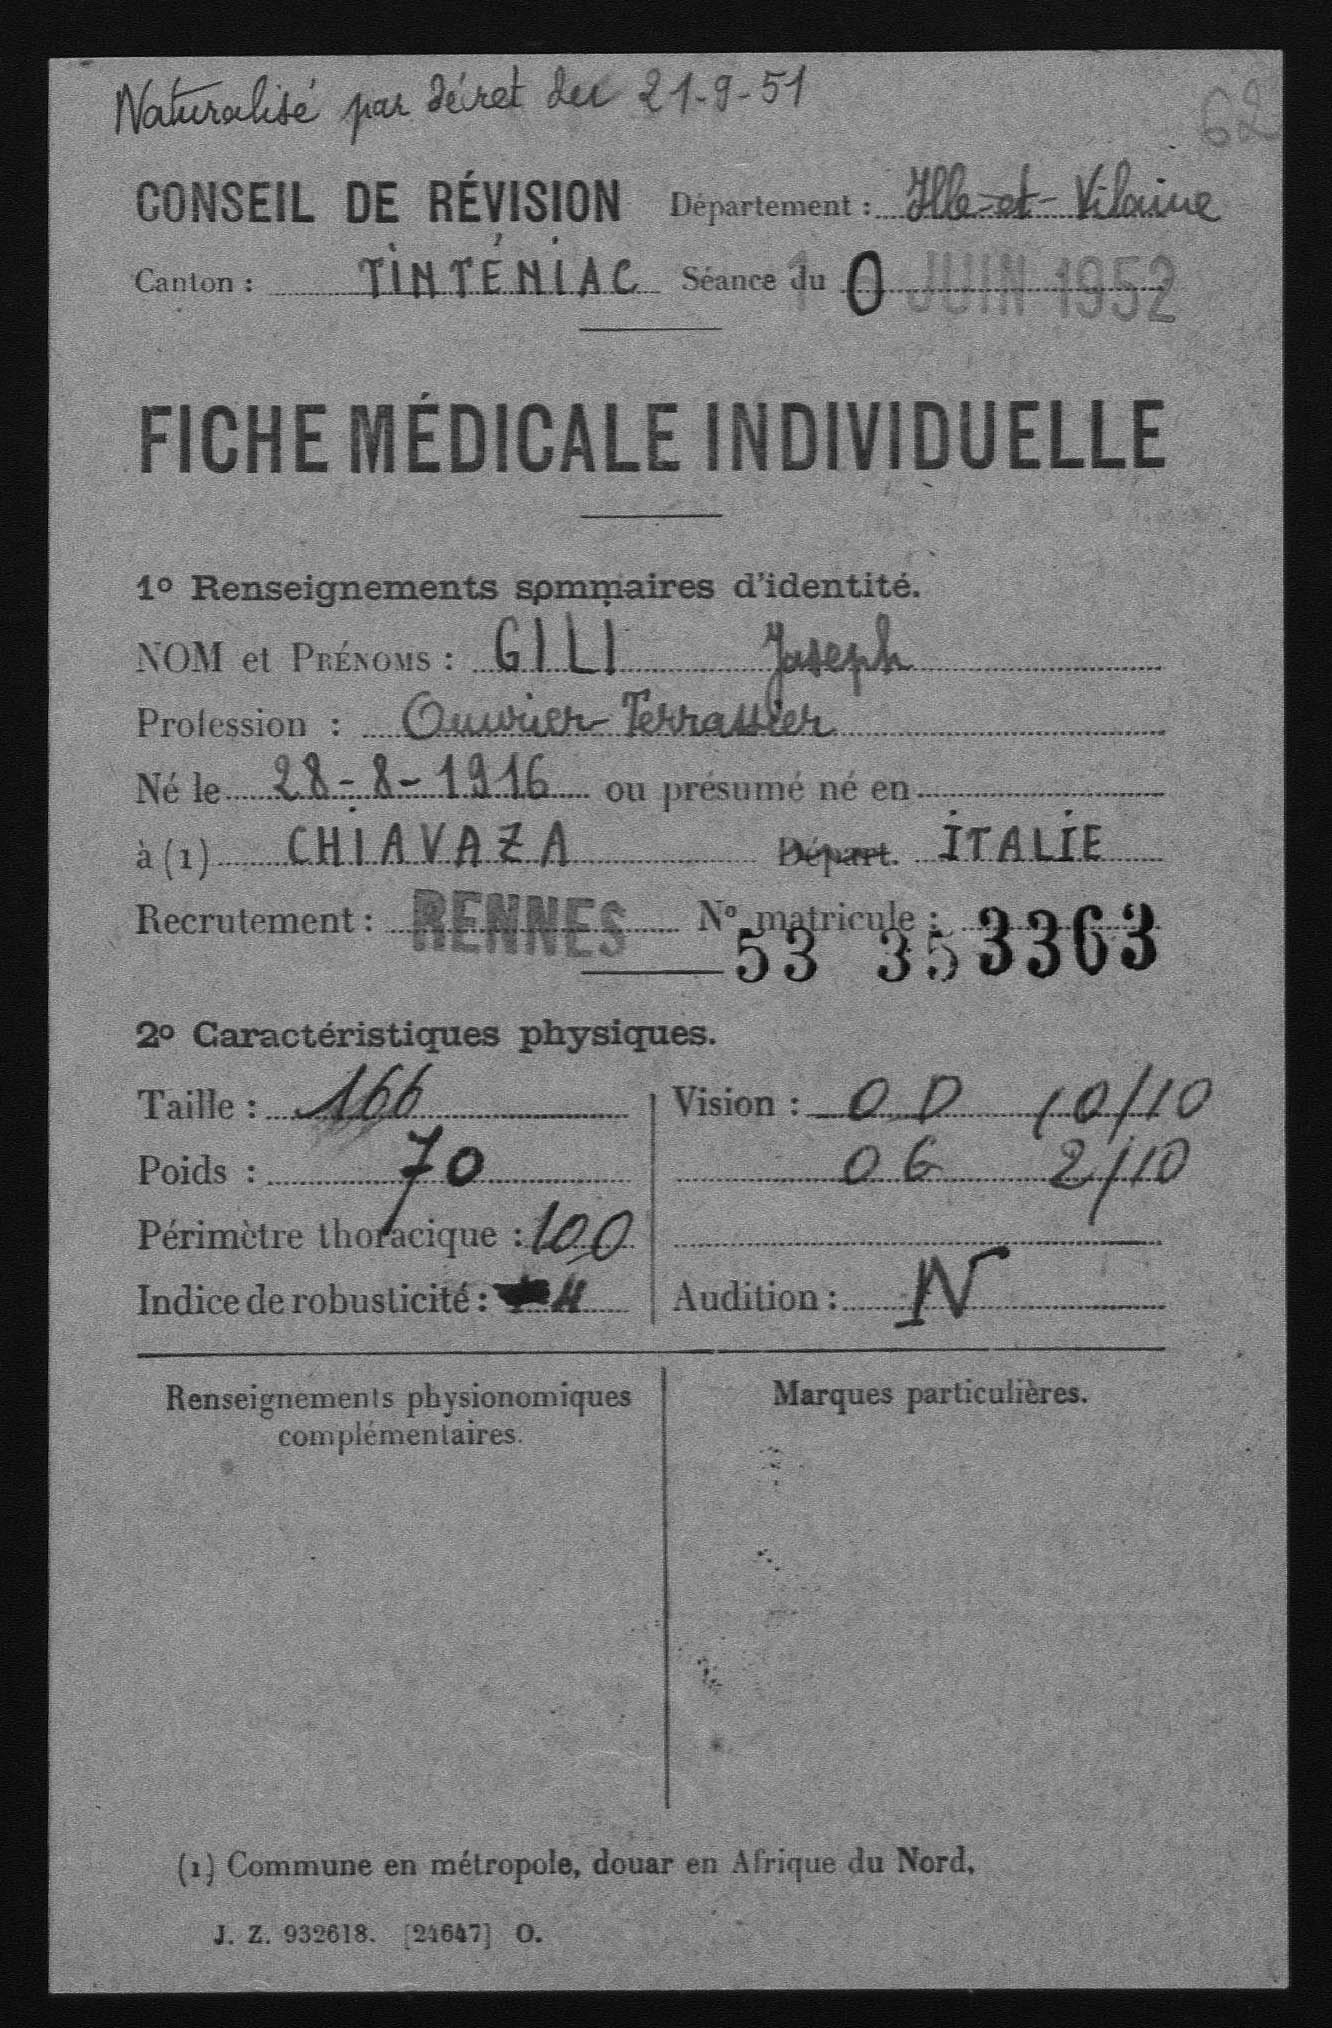 Naturalisé par décret du 21-9-51
62
CONSEIL DE RÉVISION Département : Ille-et-Vilaine
Canton : TINTÉNIAC Séance du 10 JUIN 1952
FICHE MÉDICALE INDIVIDUELLE
1º Renseignements sommaires d'identité.
NOM et PRÉNOMS : GILI Joseph
Profession : Ouvrier Terrassier
Né le 28-8-1916 ou présumé né en
à (1) CHIAVAZA Départ. ITALIE
Recrutement : RENNES Nº matricule :
53 353363
2º Caractéristiques physiques.
Taille : 166 Vision : OD 10/10
Poids : 70 OG 2/10
Périmètre thoracique : 100
Indice de robusticité : Audition : N
Renseignements physionomiques Marques particulières.
complémentaires.
(1) Commune en métropole, douar en Afrique du Nord.
J. Z. 932618. [24647] O.